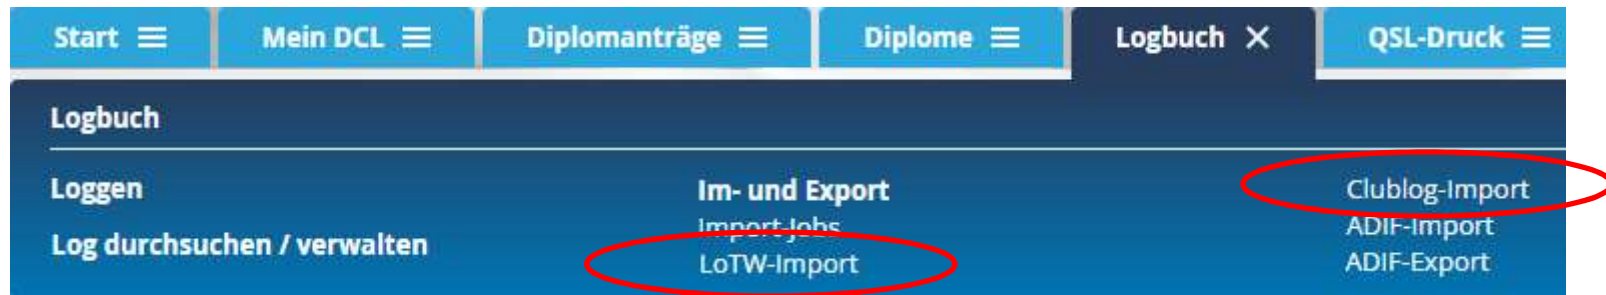 Start Mein DCL Diplomanträge Diplome Logbuch QSL-Druck
Logbuch
Loggen
Log durchsuchen / verwalten
Im- und Export
Import-Jobs
LoTW-Import
Clublog-Import
ADIF-Import
ADIF-Export